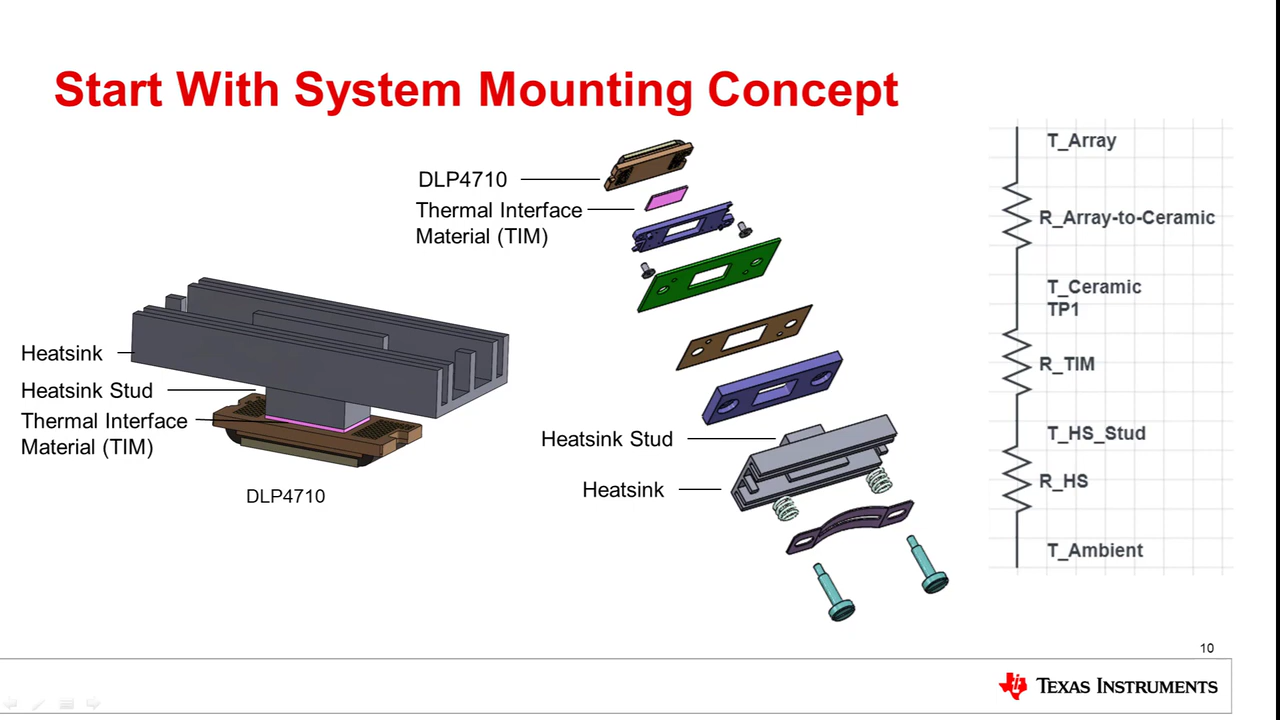 Start With System Mounting Concept
DLP4710
Thermal Interface
Material (TIM)
Heatsink
Heatsink Stud
Thermal Interface
Material (TIM)
DLP4710
Heatsink Stud
Heatsink
T_Array
R_Array-to-Ceramic
T_Ceramic
TP1
R_TIM
T_HS_Stud
R_HS
T_Ambient
10
TEXAS INSTRUMENTS